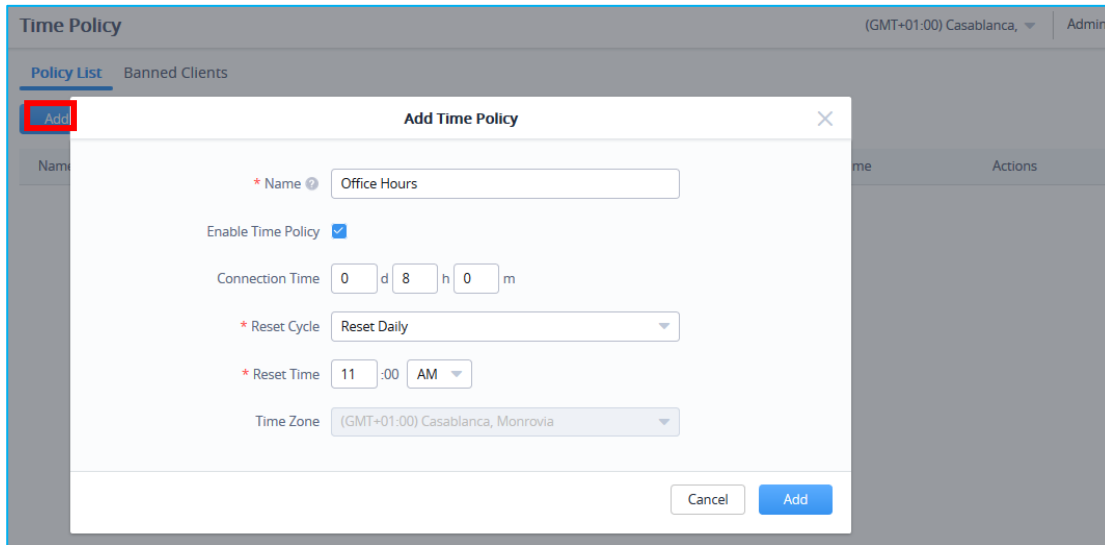 Time Policy (GMT+01:00) Casablanca, Admin
Policy List Banned Clients
Add
Add Time Policy
Name me Actions
* Name Office Hours
Enable Time Policy
Connection Time 0 d 8 h 0 m
* Reset Cycle Reset Daily
* Reset Time 11 :00 AM
Time Zone (GMT+01:00) Casablanca, Monrovia
Cancel Add